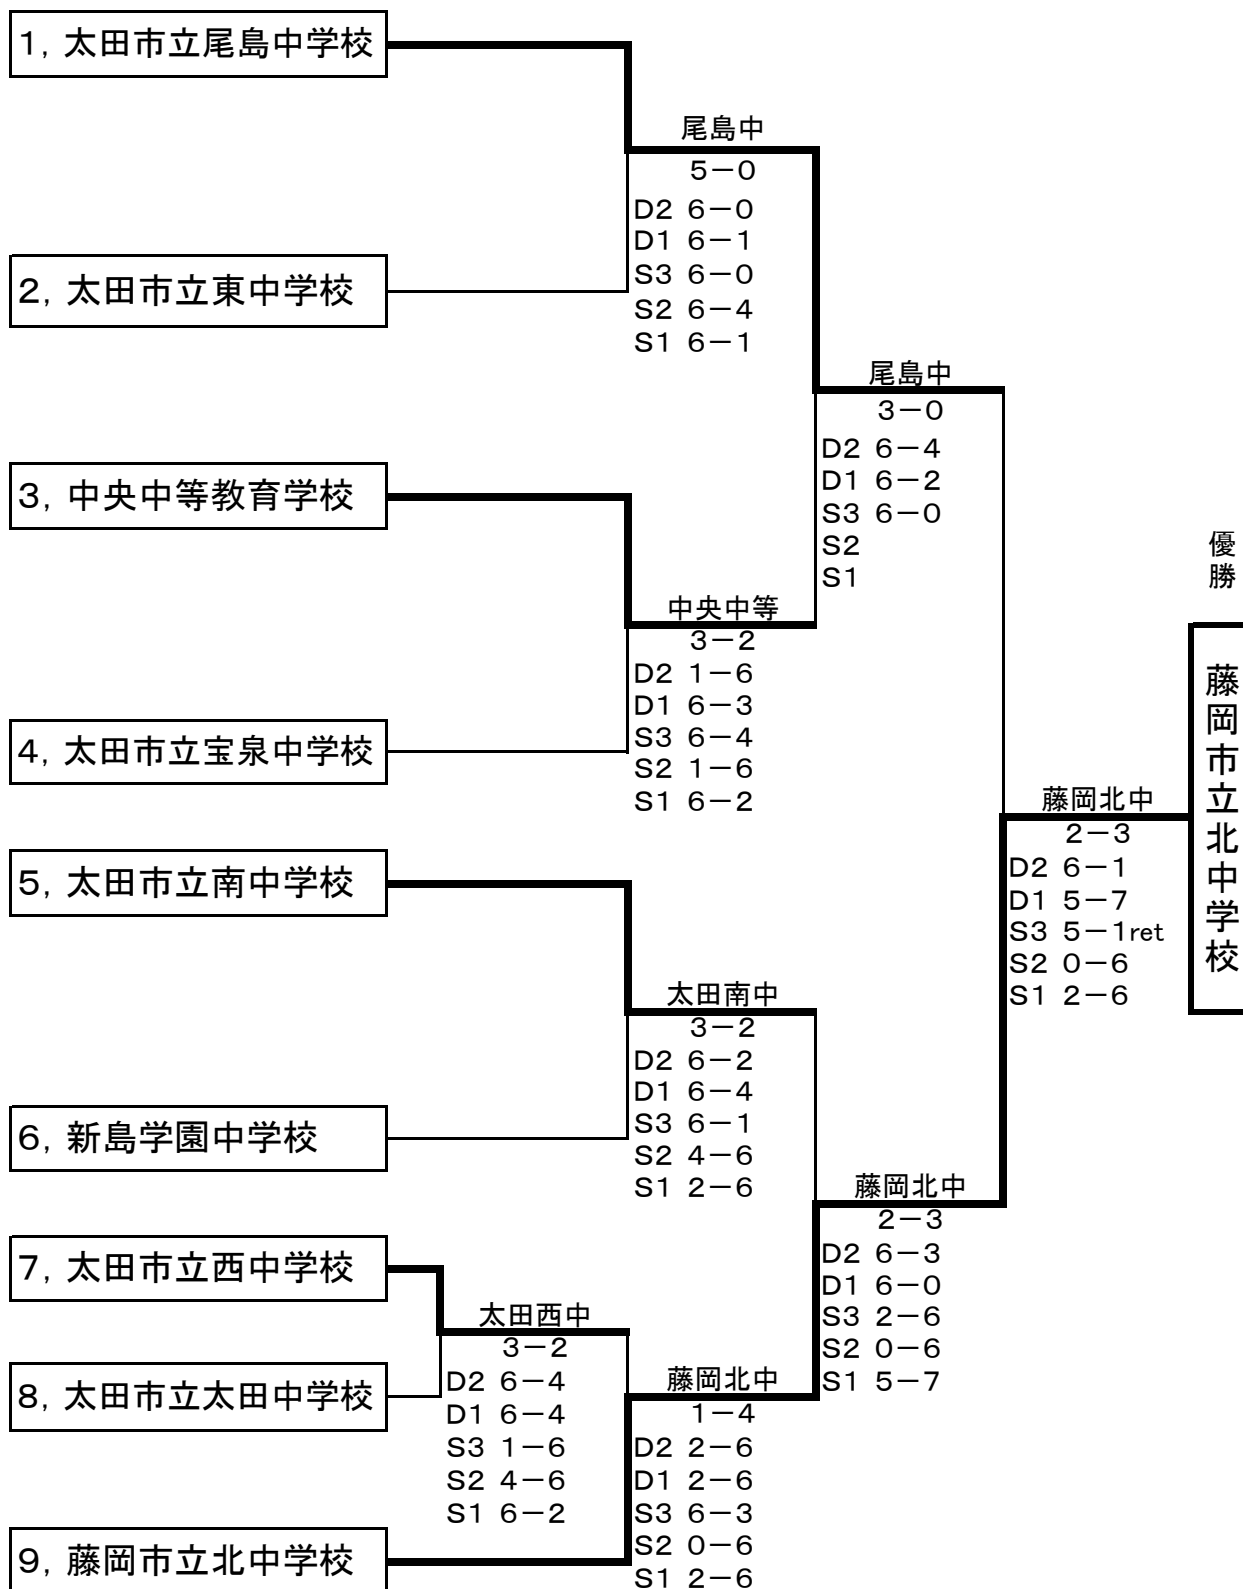 1, 太田市立尾島中学校
尾島中
5－0
D2 6－0
D1 6－1
S3 6－0
S2 6－4
S1 6－1
2, 太田市立東中学校
尾島中
3－0
D2 6－4
D1 6－2
S3 6－0
S2
S1
3, 中央中等教育学校
中央中等
3－2
D2 1－6
D1 6－3
S3 6－4
S2 1－6
S1 6－2
4, 太田市立宝泉中学校
優勝
藤岡市立北中学校
藤岡北中
2－3
D2 6－1
D1 5－7
S3 5－1ret
S2 0－6
S1 2－6
5, 太田市立南中学校
太田南中
3－2
D2 6－2
D1 6－4
S3 6－1
S2 4－6
S1 2－6
6, 新島学園中学校
藤岡北中
2－3
D2 6－3
D1 6－0
S3 2－6
S2 0－6
S1 5－7
7, 太田市立西中学校
太田西中
3－2
D2 6－4
D1 6－4
S3 1－6
S2 4－6
S1 6－2
8, 太田市立太田中学校
藤岡北中
1－4
D2 2－6
D1 2－6
S3 6－3
S2 0－6
S1 2－6
9, 藤岡市立北中学校